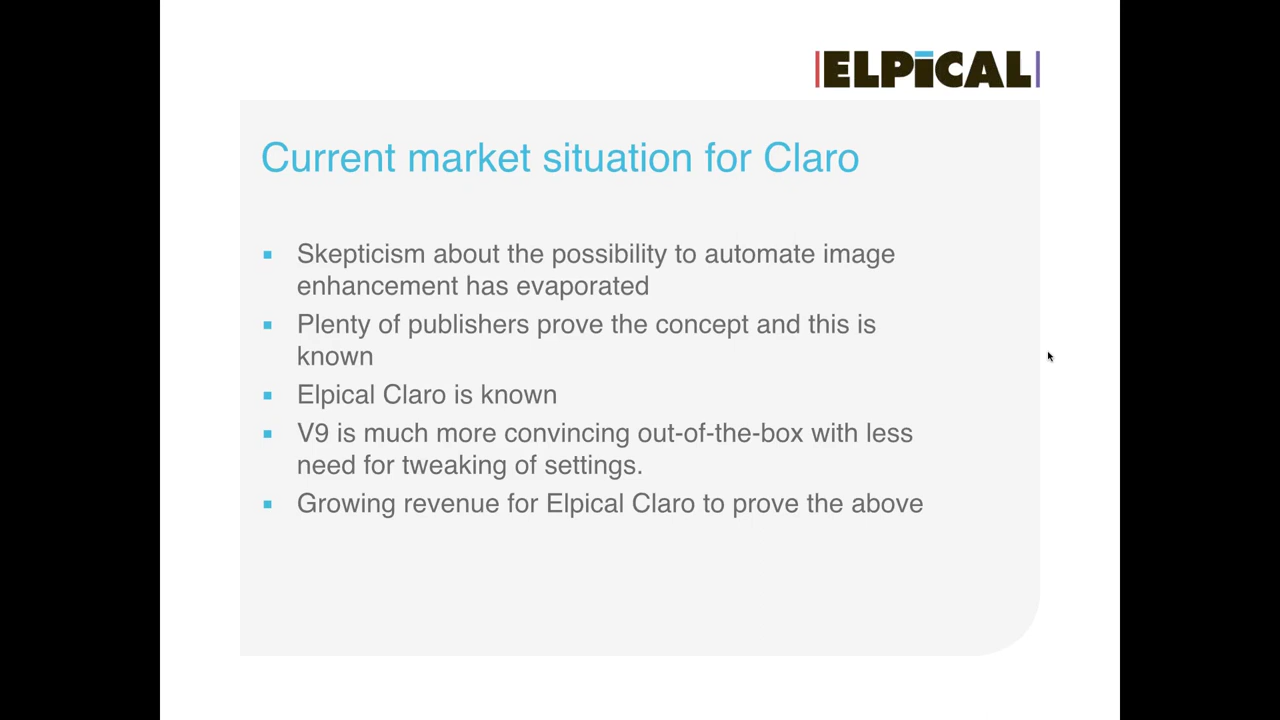 ELPiCAL
Current market situation for Claro
Skepticism about the possibility to automate image
enhancement has evaporated
Plenty of publishers prove the concept and this is
known
Elpical Claro is known
V9 is much more convincing out-of-the-box with less
need for tweaking of settings.
Growing revenue for Elpical Claro to prove the above